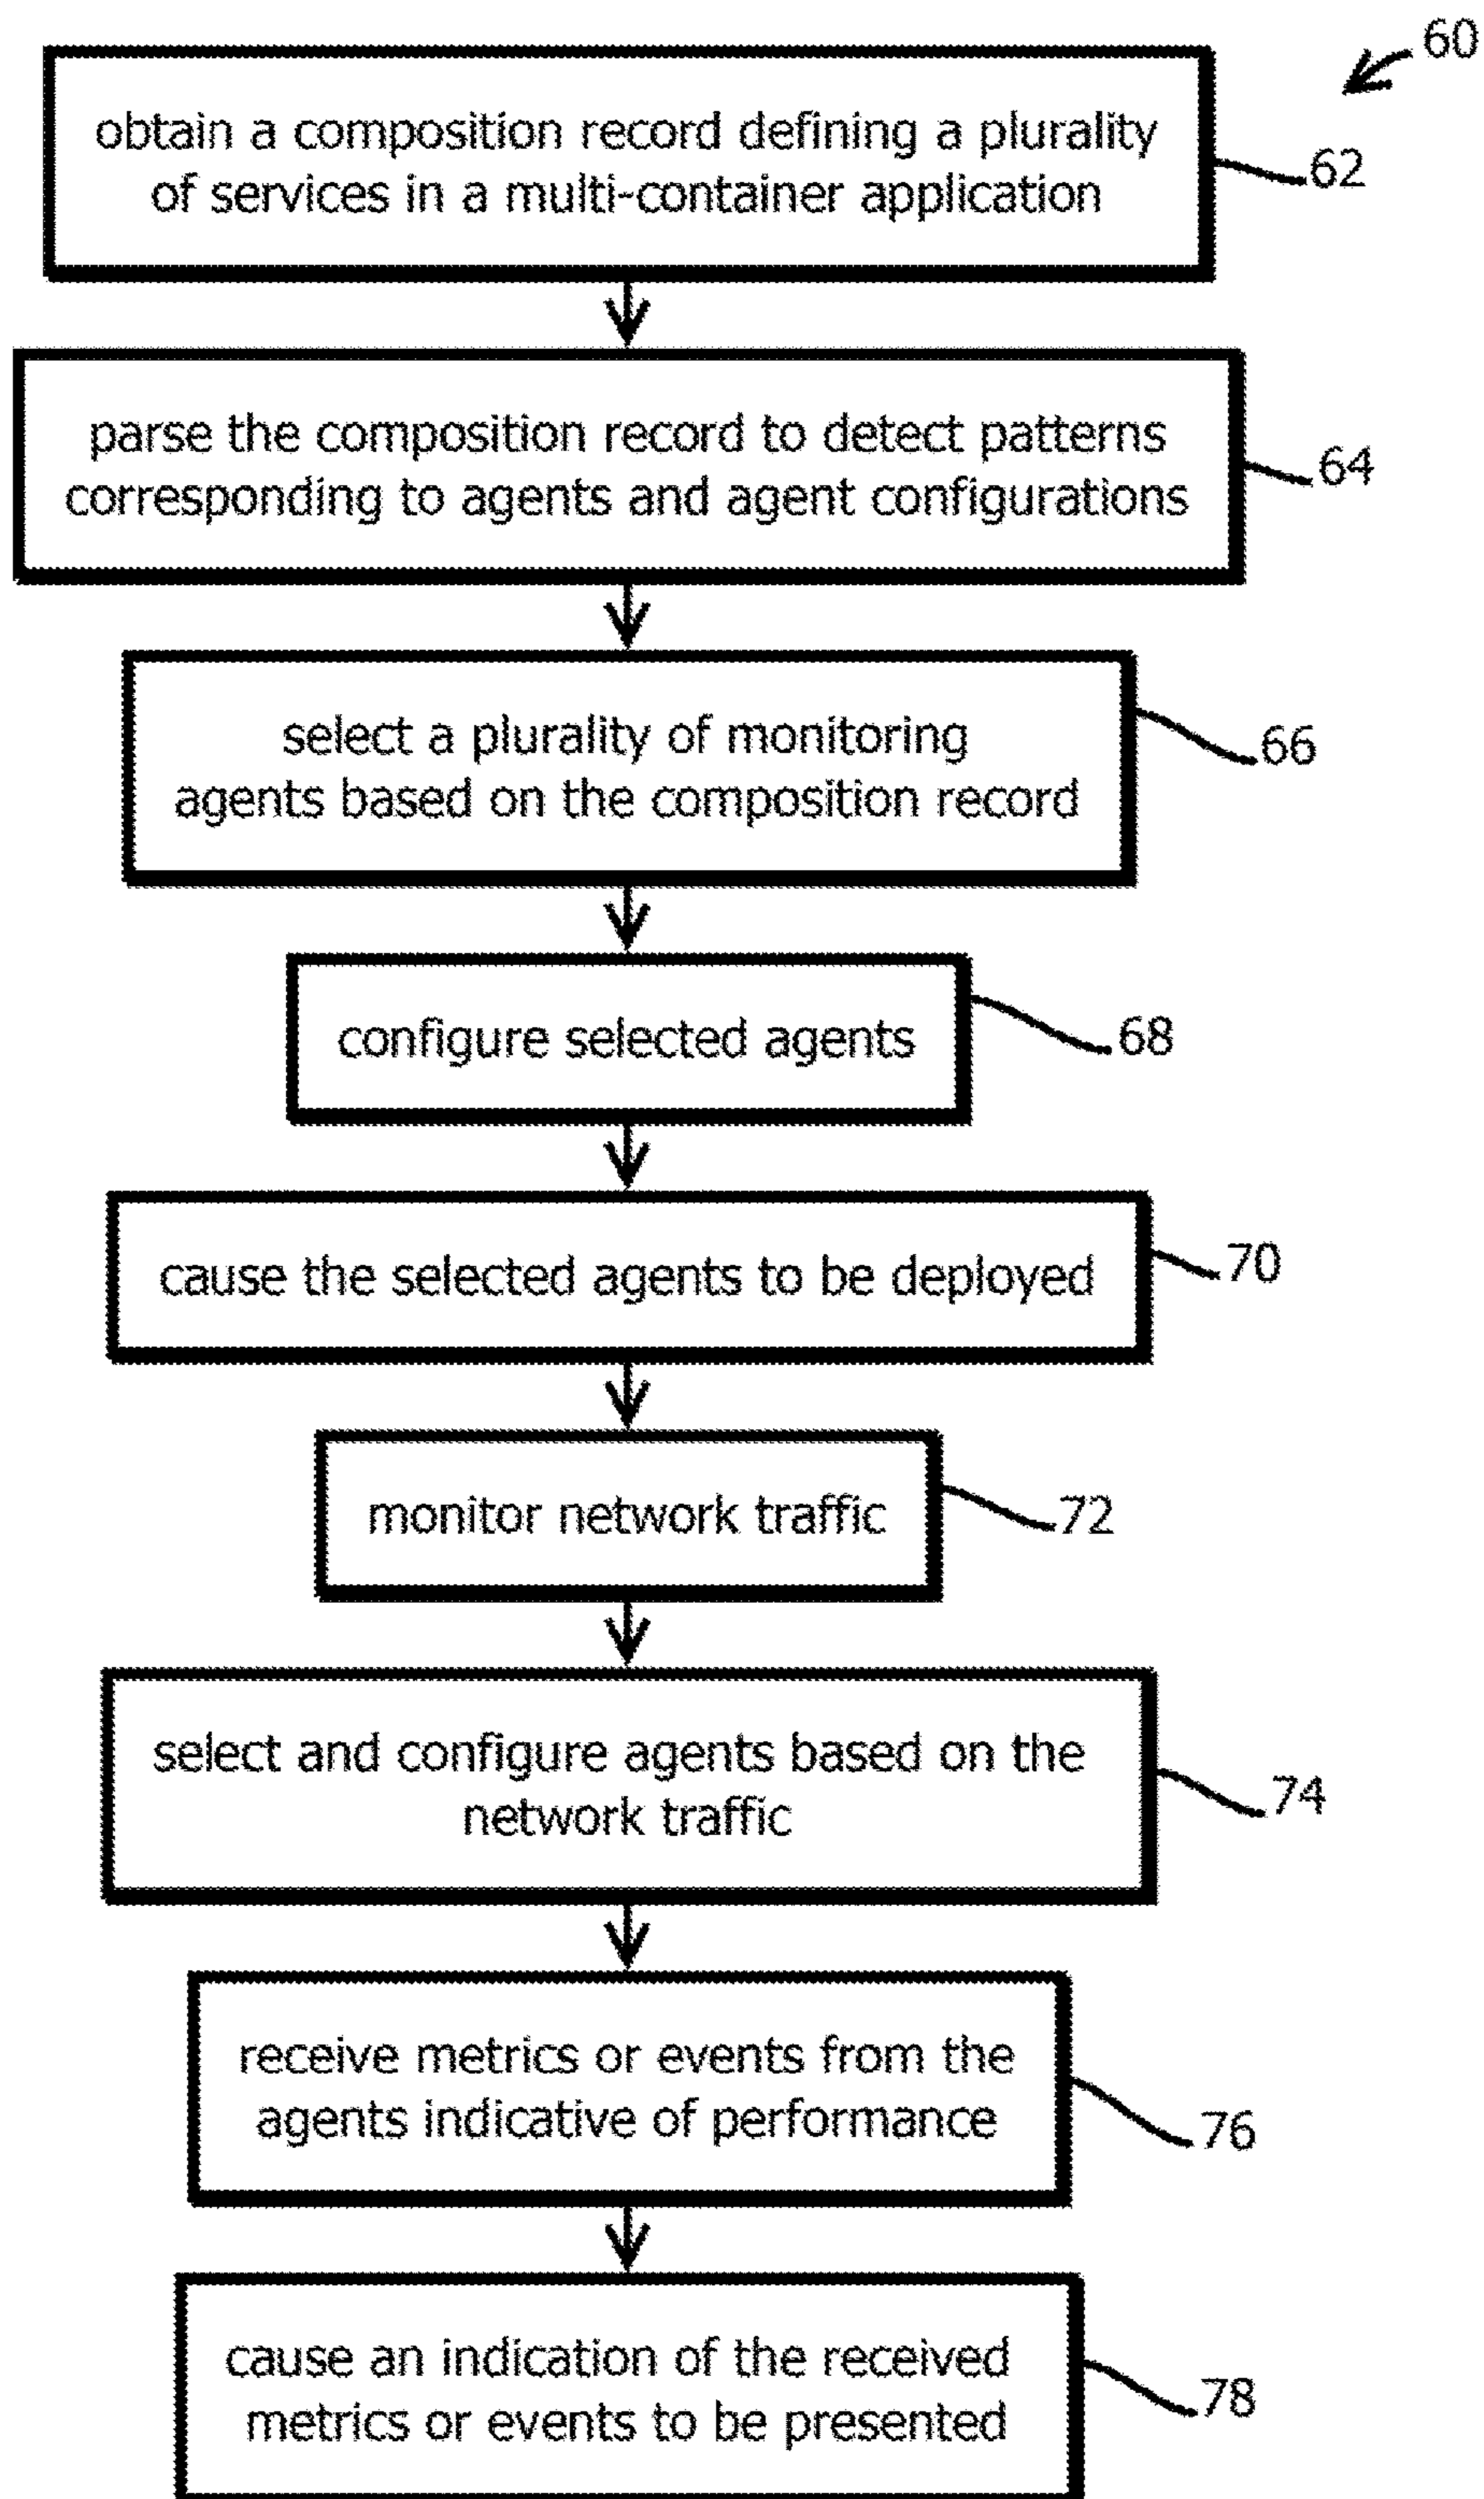 60
obtain a composition record defining a plurality
of services in a multi-container application
62
parse the composition record to detect patterns
corresponding to agents and agent configurations
64
select a plurality of monitoring
agents based on the composition record
66
configure selected agents
68
cause the selected agents to be deployed
70
monitor network traffic
72
select and configure agents based on the
network traffic
74
receive metrics or events from the
agents indicative of performance
76
cause an indication of the received
metrics or events to be presented
78